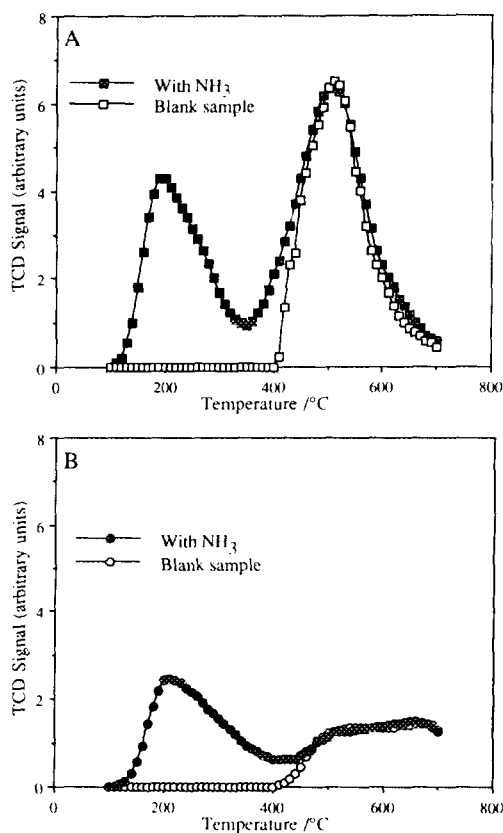 A
8
6
4
2
0
With NH3
Blank sample
TCD Signal (arbitrary units)
0 200 400 600 800
Temperature /°C
B
8
6
4
2
0
With NH3
Blank sample
TCD Signal (arbitrary units)
0 200 400 600 800
Temperature /°C